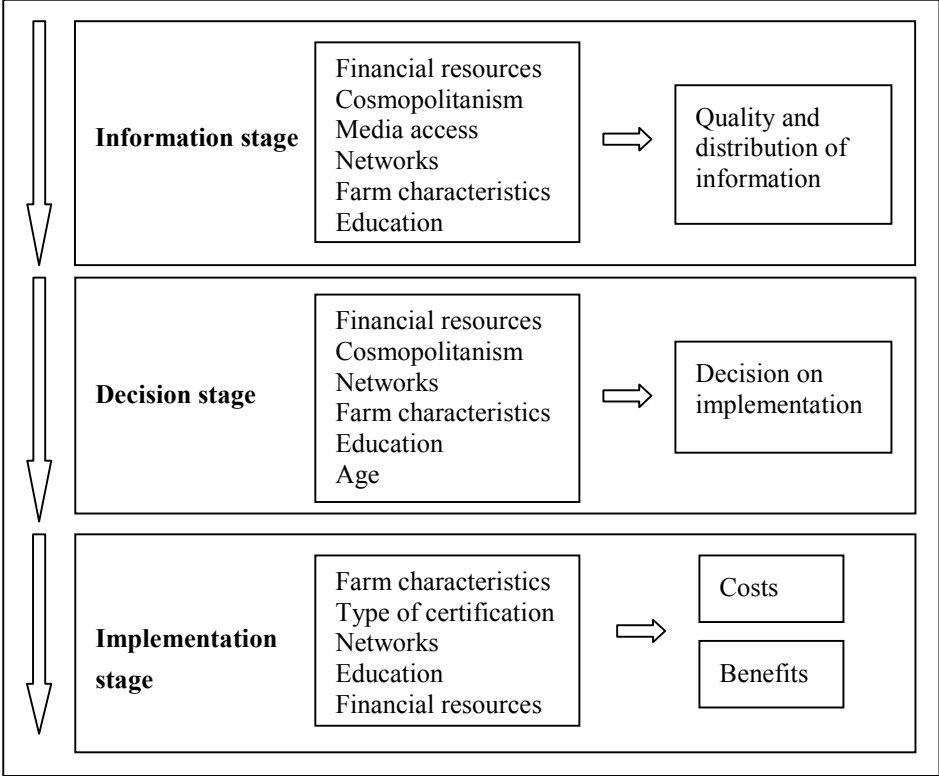 Information stage
Financial resources
Cosmopolitanism
Media access
Networks
Farm characteristics
Education
Quality and
distribution of
information
Decision stage
Financial resources
Cosmopolitanism
Networks
Farm characteristics
Education
Age
Decision on
implementation
Implementation
stage
Farm characteristics
Type of certification
Networks
Education
Financial resources
Costs
Benefits